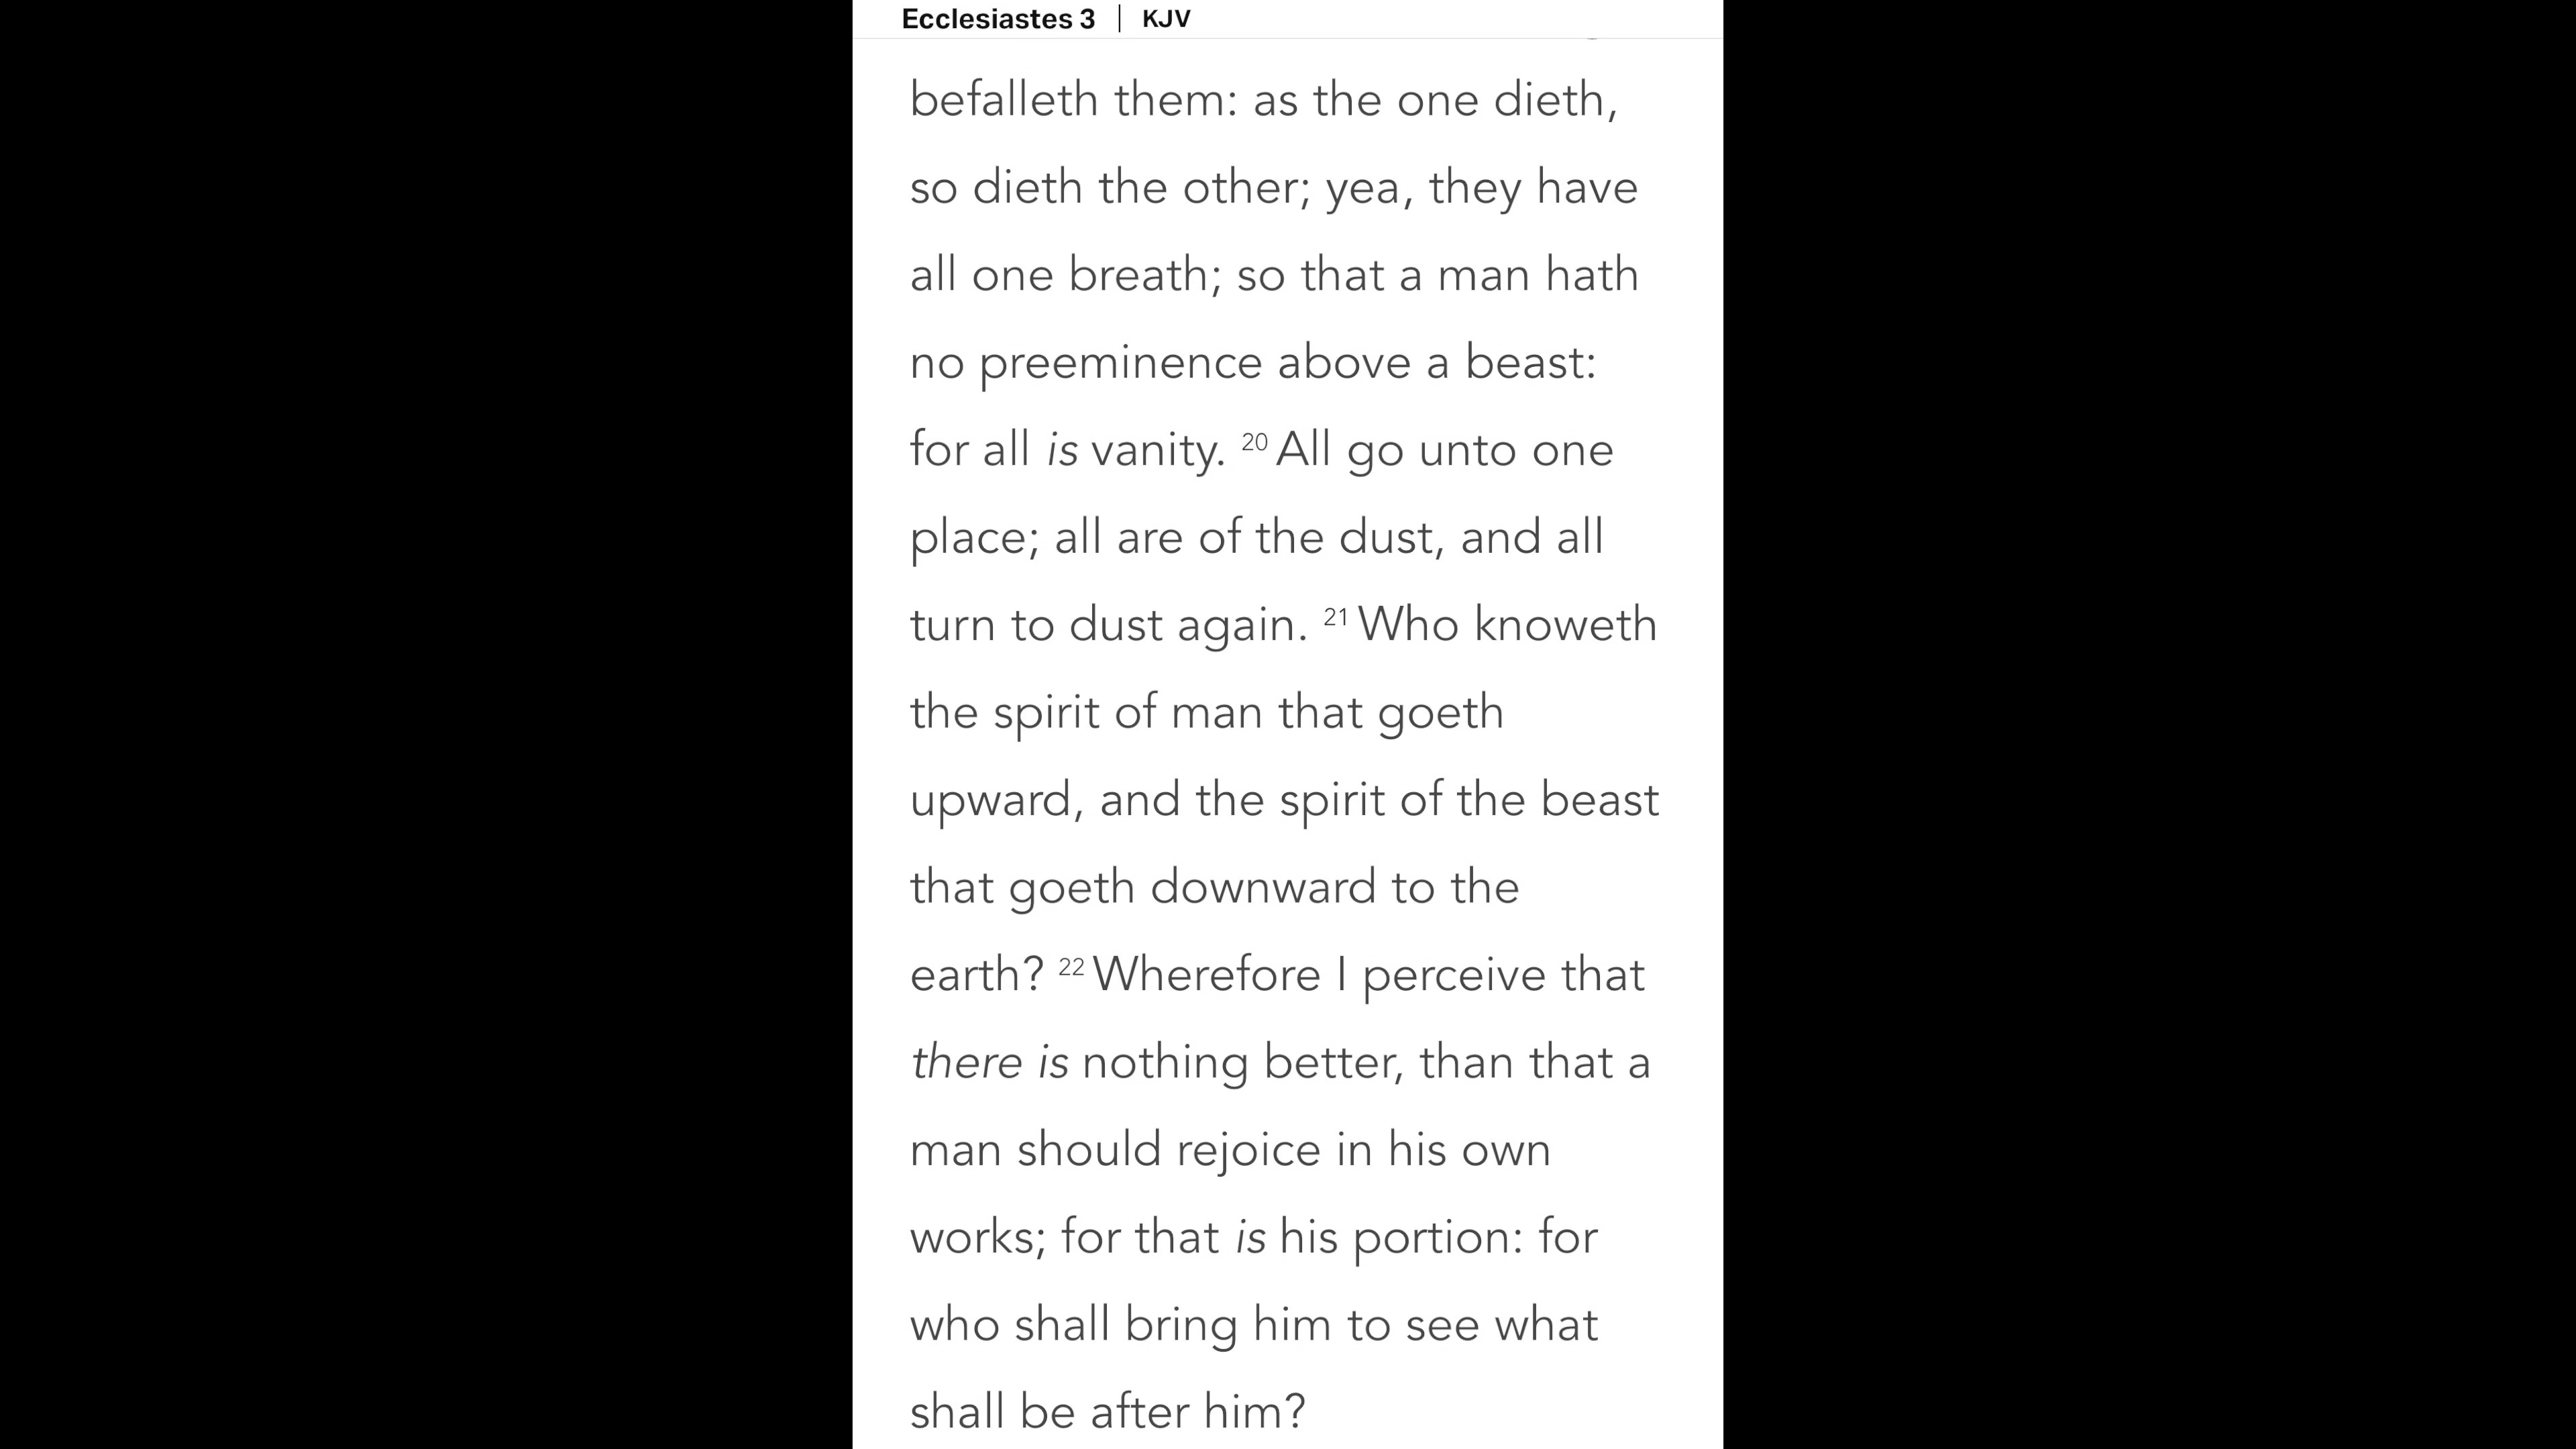 Ecclesiastes 3 | KJV
befalleth them: as the one dieth,
so dieth the other; yea, they have
all one breath; so that a man hath
no preeminence above a beast:
for all is vanity. 20 All go unto one
place; all are of the dust, and all
turn to dust again. 21 Who knoweth
the spirit of man that goeth
upward, and the spirit of the beast
that goeth downward to the
earth? 22 Wherefore I perceive that
there is nothing better, than that a
man should rejoice in his own
works; for that is his portion: for
who shall bring him to see what
shall be after him?